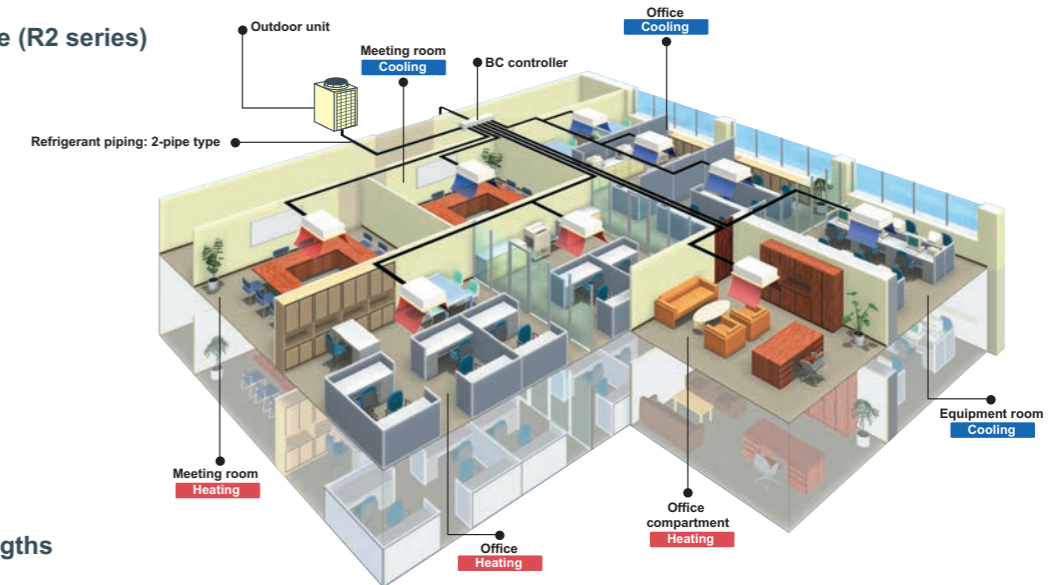 e (R2 series)
Outdoor unit
Office
Cooling
Meeting room
Cooling
BC controller
Refrigerant piping: 2-pipe type
Equipment room
Cooling
Meeting room
Heating
Office
compartment
Heating
Office
Heating
gths